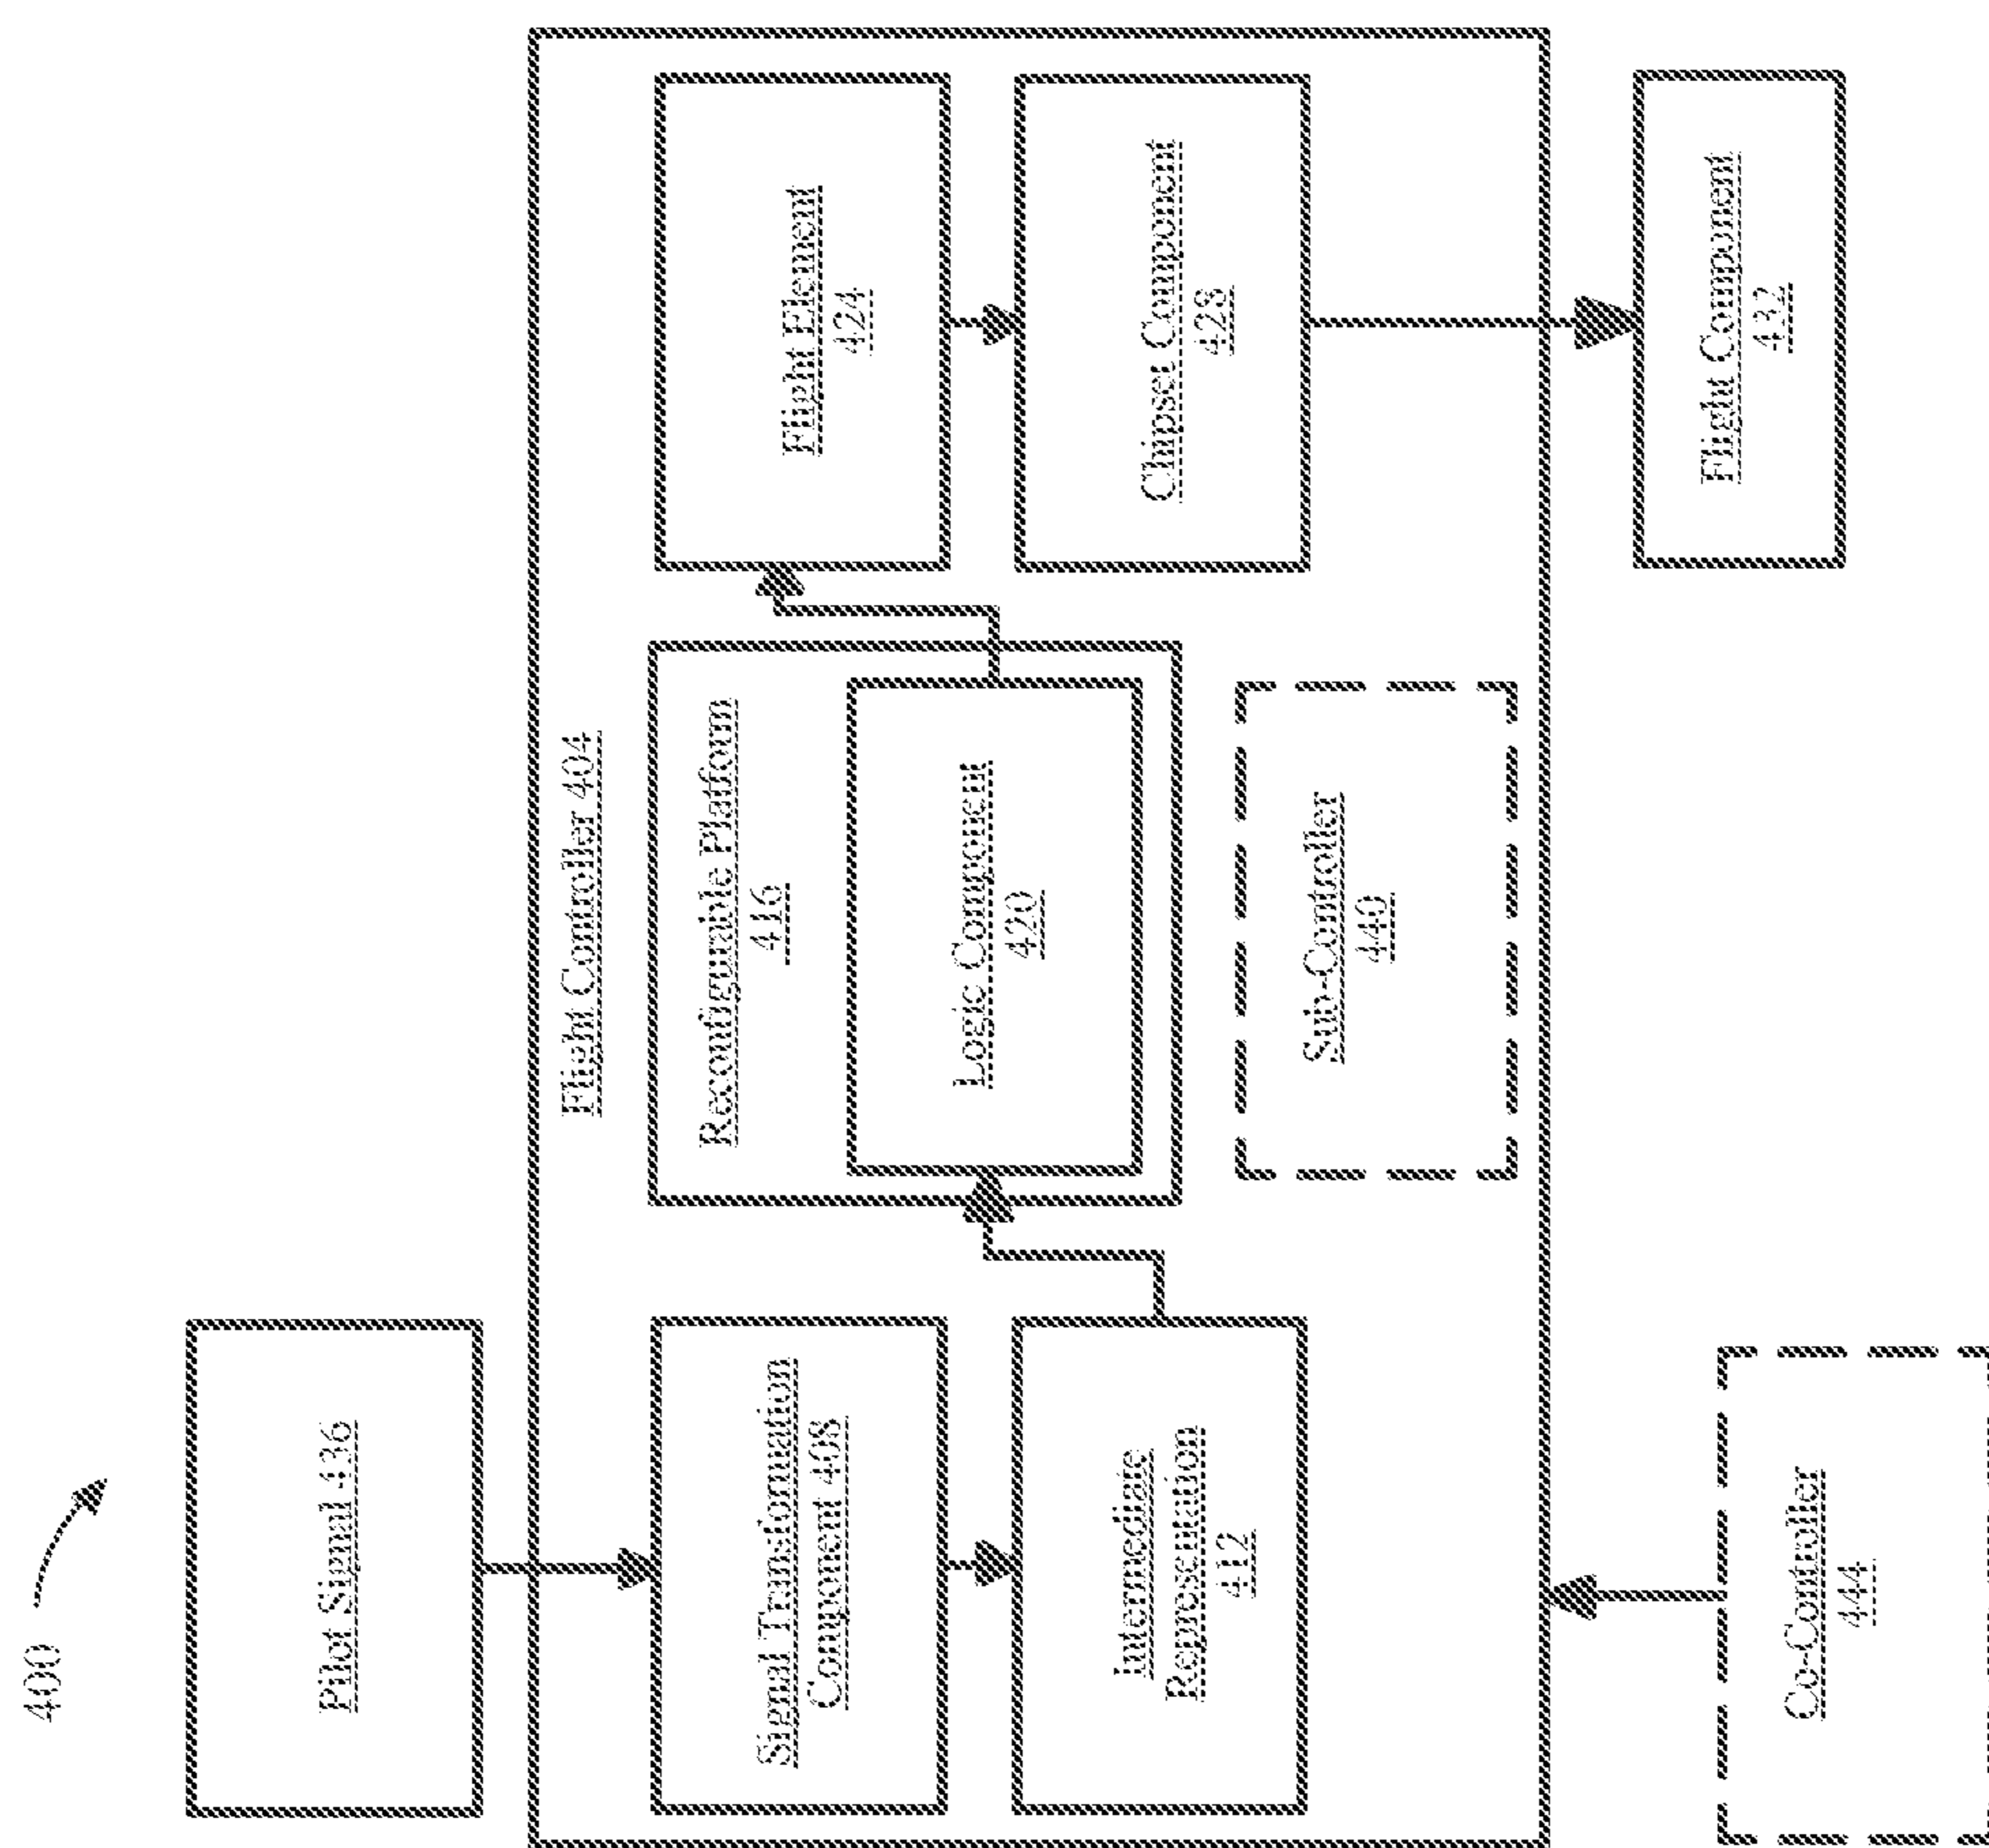 400
Pilot Signal 436
Flight Controller 404
Signal Transformation
Component 408
Reconfigurable Platform
416
Flight Element
424
Intermediate
Representation
412
Logic Component
420
Chipset Component
428
Sub-Controller
440
Co-Controller
444
Flight Component
432